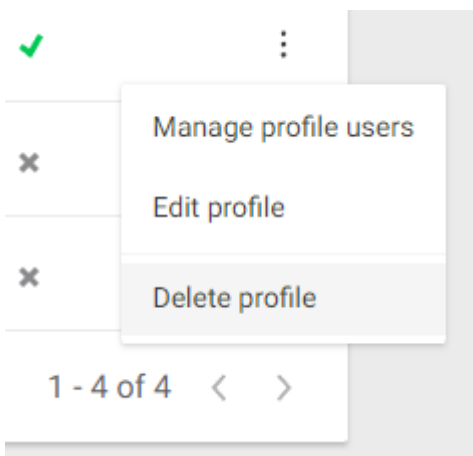 Manage profile users
Edit profile
Delete profile
1 - 4 of 4